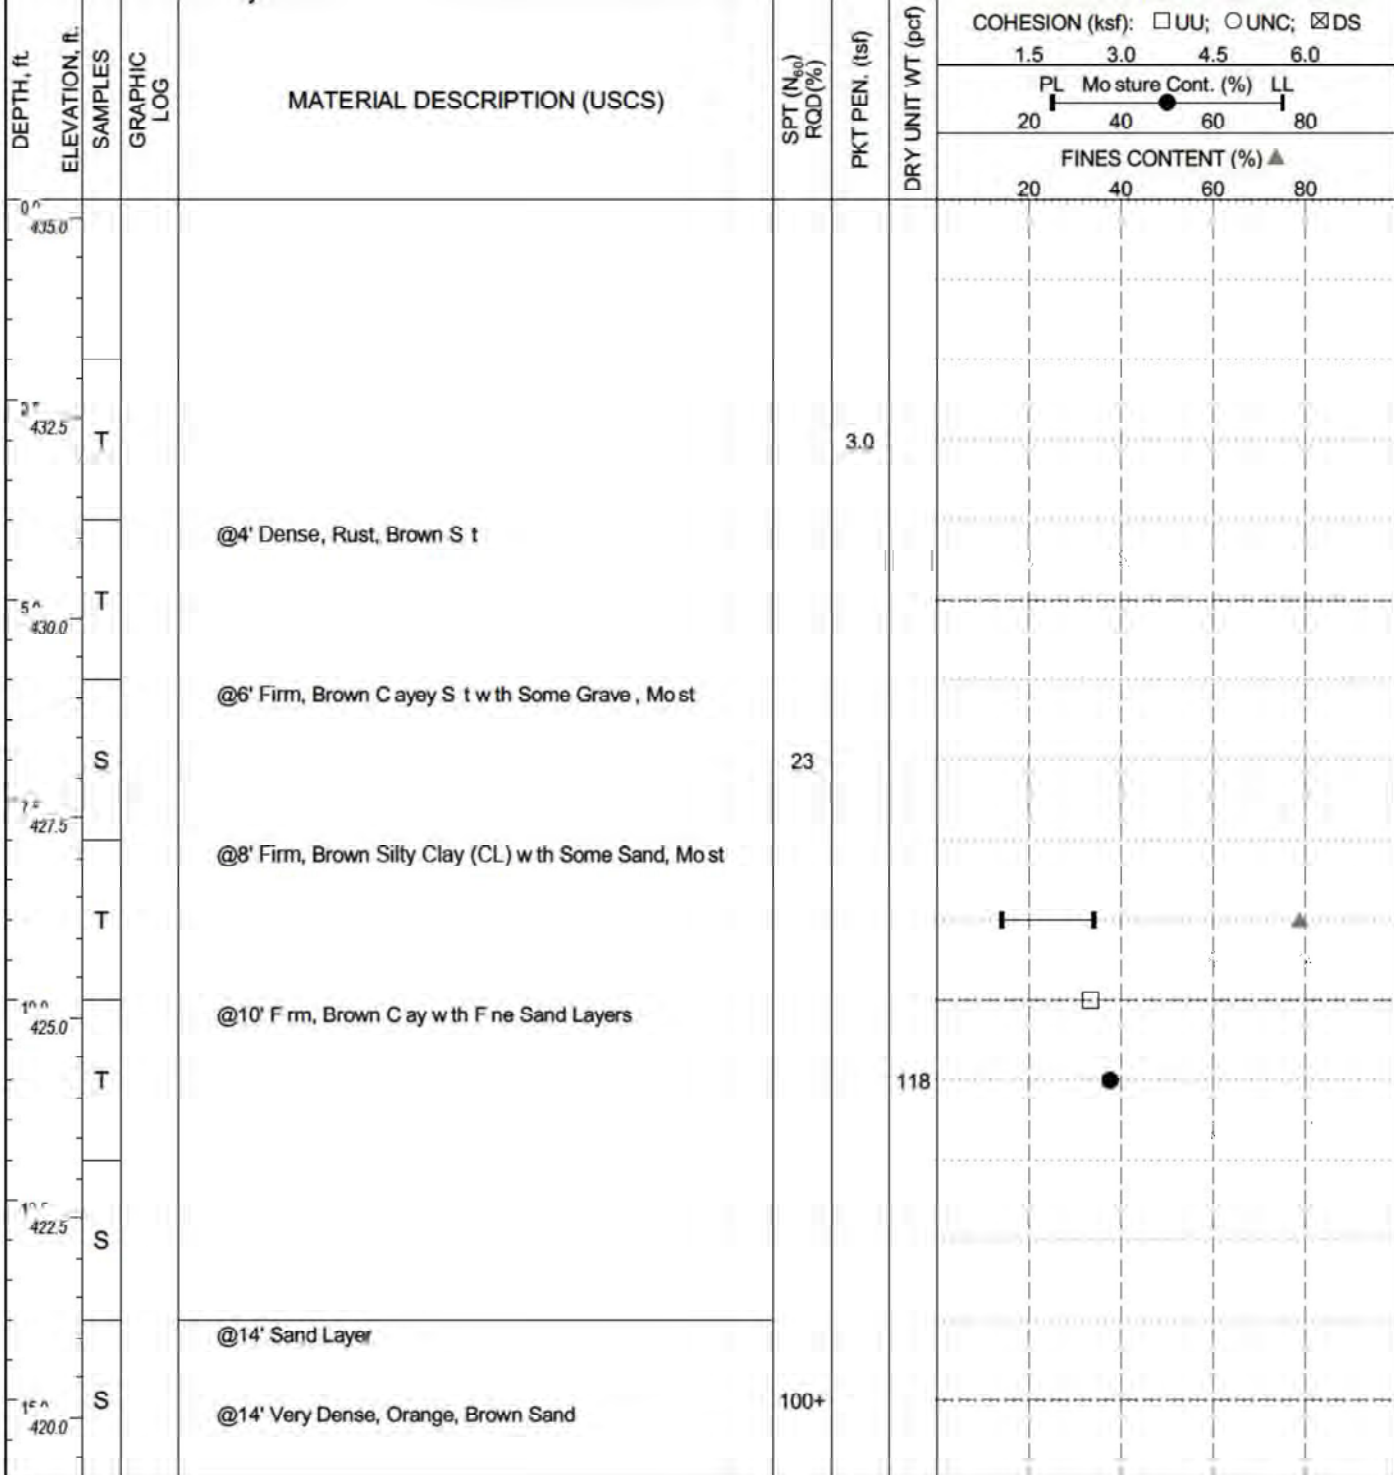 COHESION (ksf): ☐ UU; ○ UNC; ☒ DS
1.5 3.0 4.5 6.0
PL Mo sture Cont. (%) LL
20 40 60 80
FINES CONTENT (%) ▲
20 40 60 80
DEPTH, ft.
ELEVATION, ft.
SAMPLES
GRAPHIC LOG
MATERIAL DESCRIPTION (USCS)
SPT (N60)
RQD(%)
PKT PEN. (tsf)
DRY UNIT WT (pcf)
435.0
432.5
T 3.0
@4' Dense, Rust, Brown S t
T
430.0
@6' Firm, Brown C ayey S t w th Some Grave , Mo st
S 23
427.5
@8' Firm, Brown Silty Clay (CL) w th Some Sand, Mo st
T
@10' F rm, Brown C ay w th F ne Sand Layers
425.0
T 118
422.5
S
@14' Sand Layer
S 100+
@14' Very Dense, Orange, Brown Sand
420.0